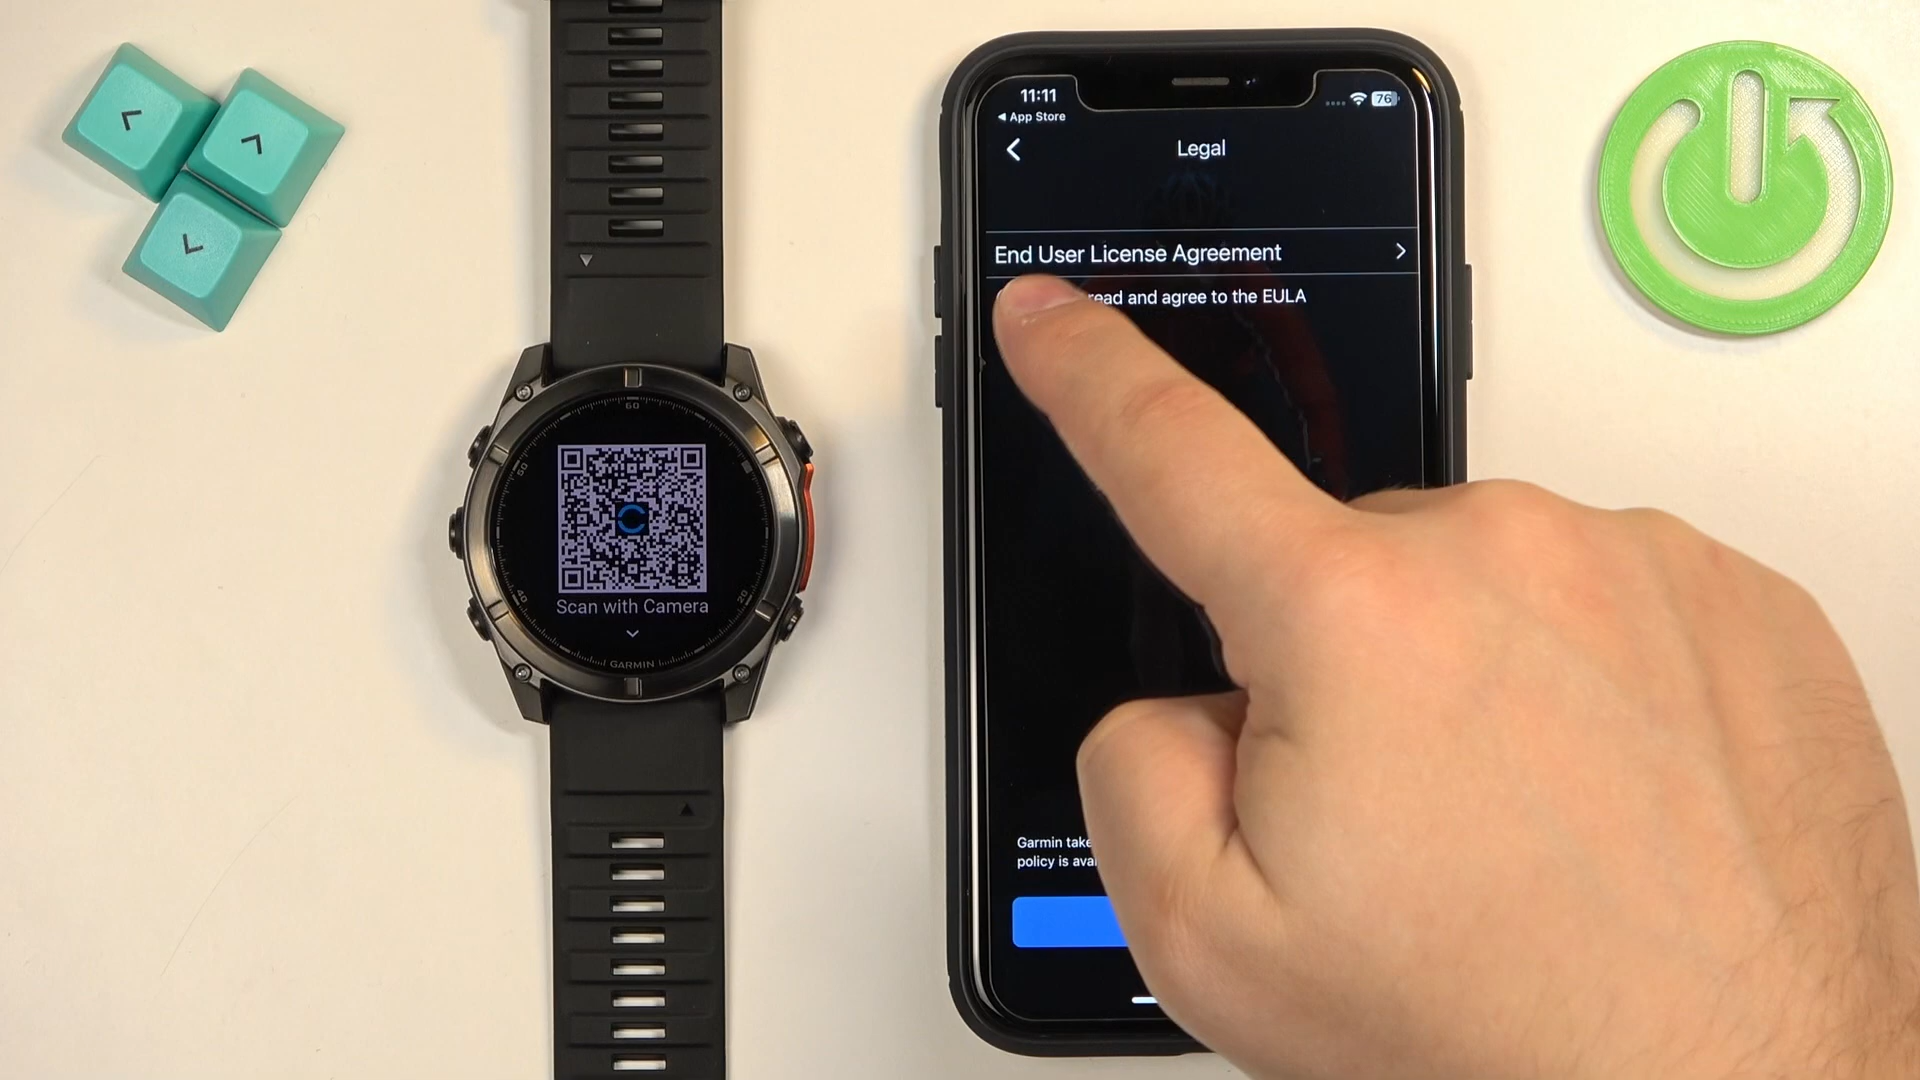 11:11
76
◀ App Store
Legal
End User License Agreement
read and agree to the EULA
60
50
40
20
Scan with Camera
GARMIN
Garmin take
policy is